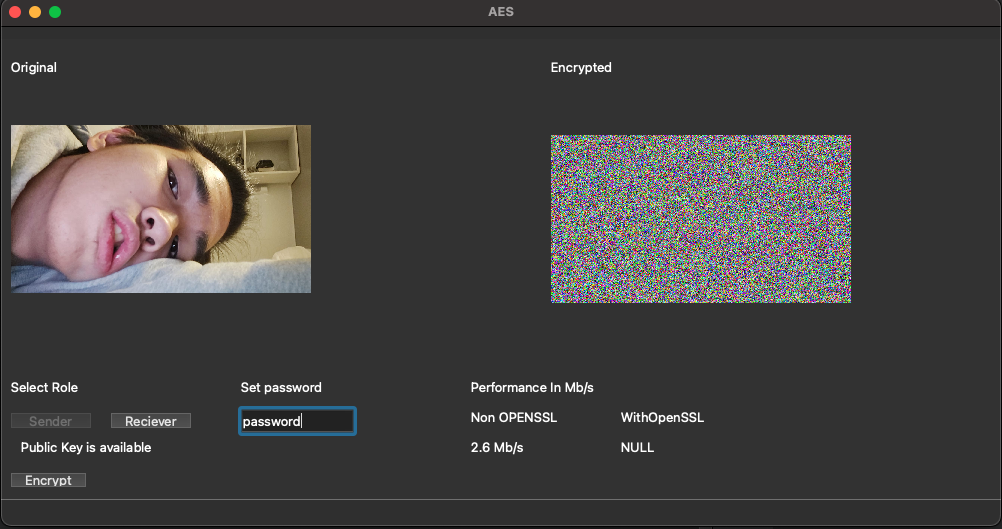 AES
Original
Encrypted
Select Role
Set password
Performance In Mb/s
Sender
Reciever
password
Non OPENSSL
WithOpenSSL
Public Key is available
2.6 Mb/s
NULL
Encrypt